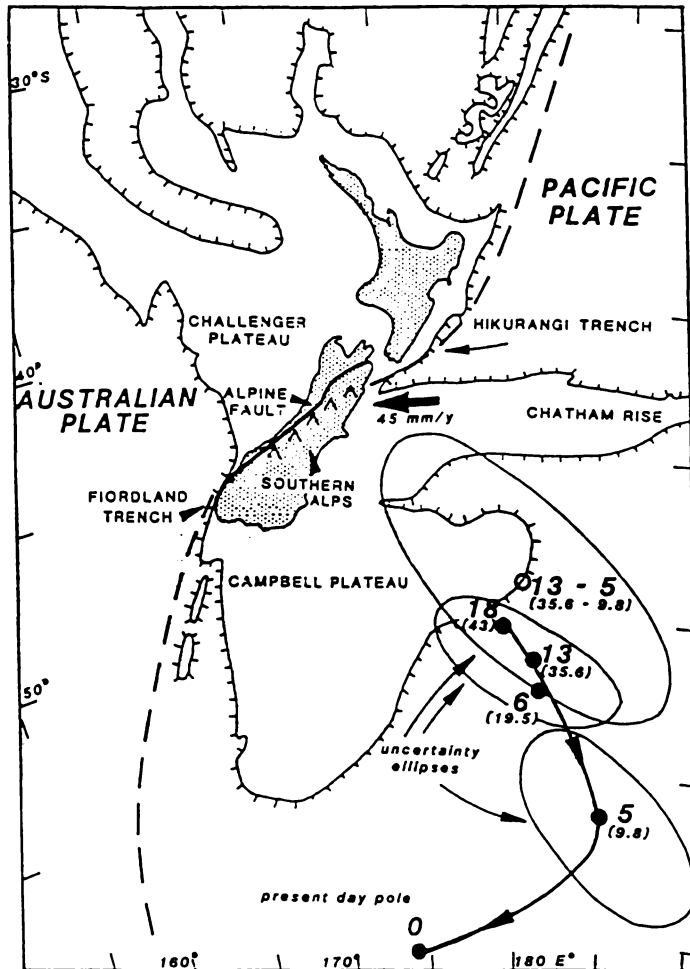 30°S
PACIFIC
PLATE
CHALLENGER
PLATEAU
HIKURANGI TRENCH
40°
AUSTRALIAN
PLATE
ALPINE
FAULT
45 mm/y
CHATHAM RISE
SOUTHERN
ALPS
FIORDLAND
TRENCH
CAMPBELL PLATEAU
13 - 5
(35.6 - 9.8)
18
(43)
13
(35.6)
6
(19.5)
50°
uncertainty
ellipses
5
(9.8)
present day pole
0
160°
170°
180 E°